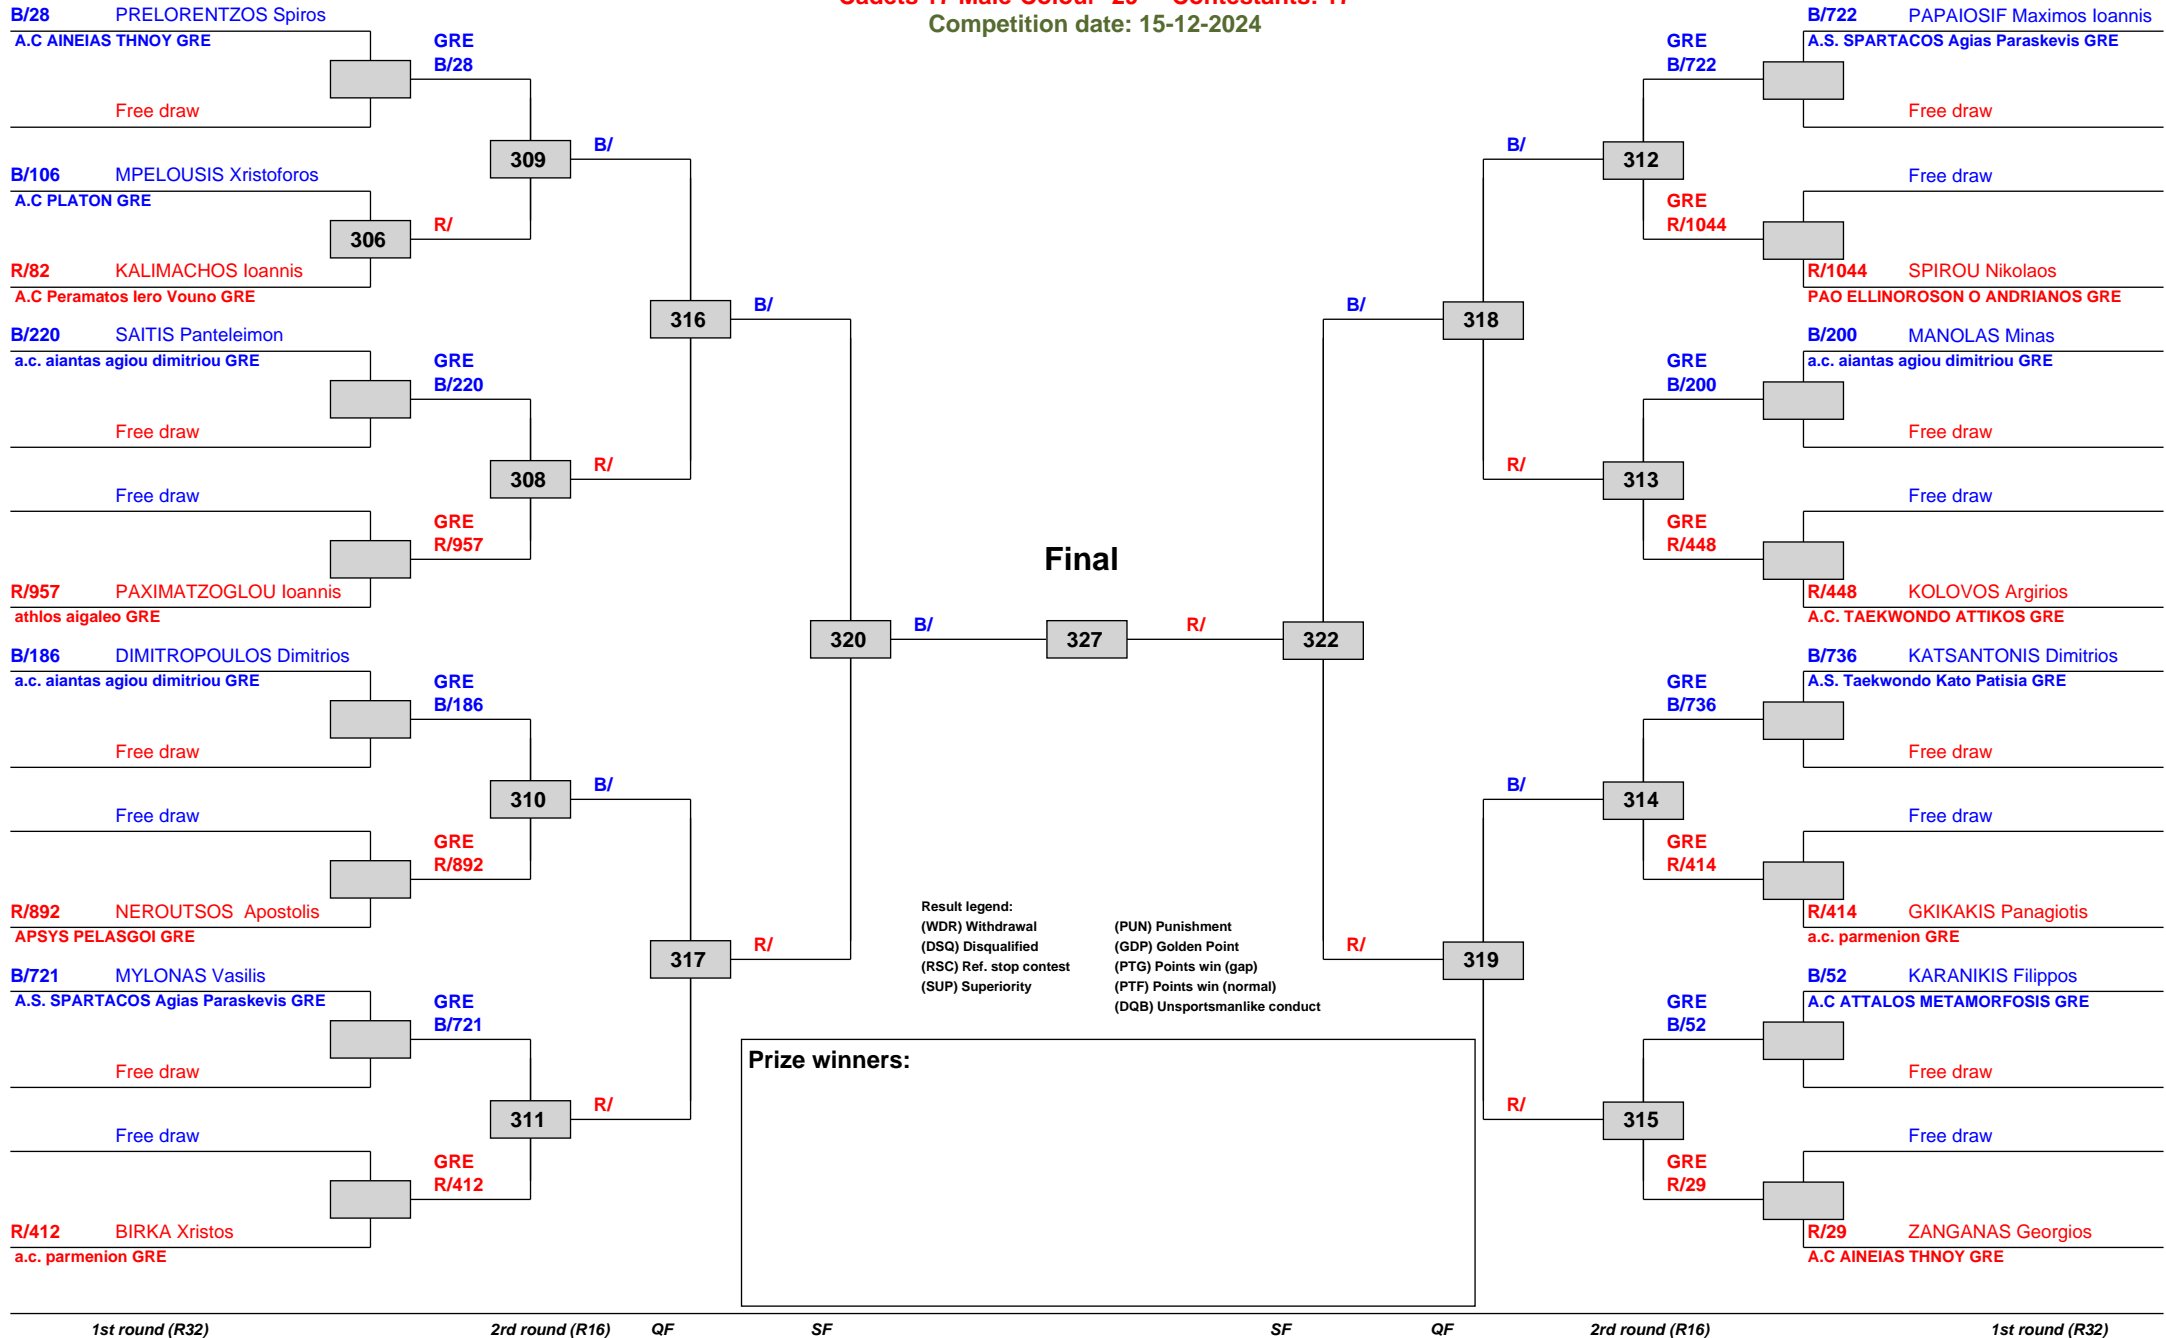 Competition date: 15-12-2024
B/28 PRELORENTZOS Spiros
A.C AINEIAS THNOY GRE
GRE
B/28
Free draw
309
B/
B/106 MPELOUSIS Xristoforos
A.C PLATON GRE
306
R/
R/82 KALIMACHOS Ioannis
A.C Peramatos Iero Vouno GRE
316
B/
B/220 SAITIS Panteleimon
a.c. aiantas agiou dimitriou GRE
GRE
B/220
Free draw
308
R/
Free draw
GRE
R/957
R/957 PAXIMATZOGLOU Ioannis
athlos aigaleo GRE
320
B/
B/186 DIMITROPOULOS Dimitrios
a.c. aiantas agiou dimitriou GRE
GRE
B/186
Free draw
310
B/
Free draw
GRE
R/892
R/892 NEROUTSOS Apostolis
APSYS PELASGOI GRE
317
R/
B/721 MYLONAS Vasilis
A.S. SPARTACOS Agias Paraskevis GRE
GRE
B/721
Free draw
311
R/
Free draw
GRE
R/412
R/412 BIRKA Xristos
a.c. parmenion GRE
Final
327
R/
322
B/722 PAPAIOSIF Maximos Ioannis
A.S. SPARTACOS Agias Paraskevis GRE
GRE
B/722
Free draw
B/
312
Free draw
GRE
R/1044
R/1044 SPIROU Nikolaos
PAO ELLINOROSON O ANDRIANOS GRE
B/
318
B/200 MANOLAS Minas
a.c. aiantas agiou dimitriou GRE
GRE
B/200
Free draw
R/
313
Free draw
GRE
R/448
R/448 KOLOVOS Argirios
A.C. TAEKWONDO ATTIKOS GRE
B/736 KATSANTONIS Dimitrios
A.S. Taekwondo Kato Patisia GRE
GRE
B/736
Free draw
B/
314
Free draw
GRE
R/414
R/414 GKIKAKIS Panagiotis
a.c. parmenion GRE
R/
319
B/52 KARANIKIS Filippos
A.C ATTALOS METAMORFOSIS GRE
GRE
B/52
Free draw
R/
315
Free draw
GRE
R/29
R/29 ZANGANAS Georgios
A.C AINEIAS THNOY GRE
Result legend:
(WDR) Withdrawal (PUN) Punishment
(DSQ) Disqualified (GDP) Golden Point
(RSC) Ref. stop contest (PTG) Points win (gap)
(SUP) Superiority (PTF) Points win (normal)
(DQB) Unsportsmanlike conduct
Prize winners:
1st round (R32) 2rd round (R16) QF SF SF QF 2rd round (R16) 1st round (R32)